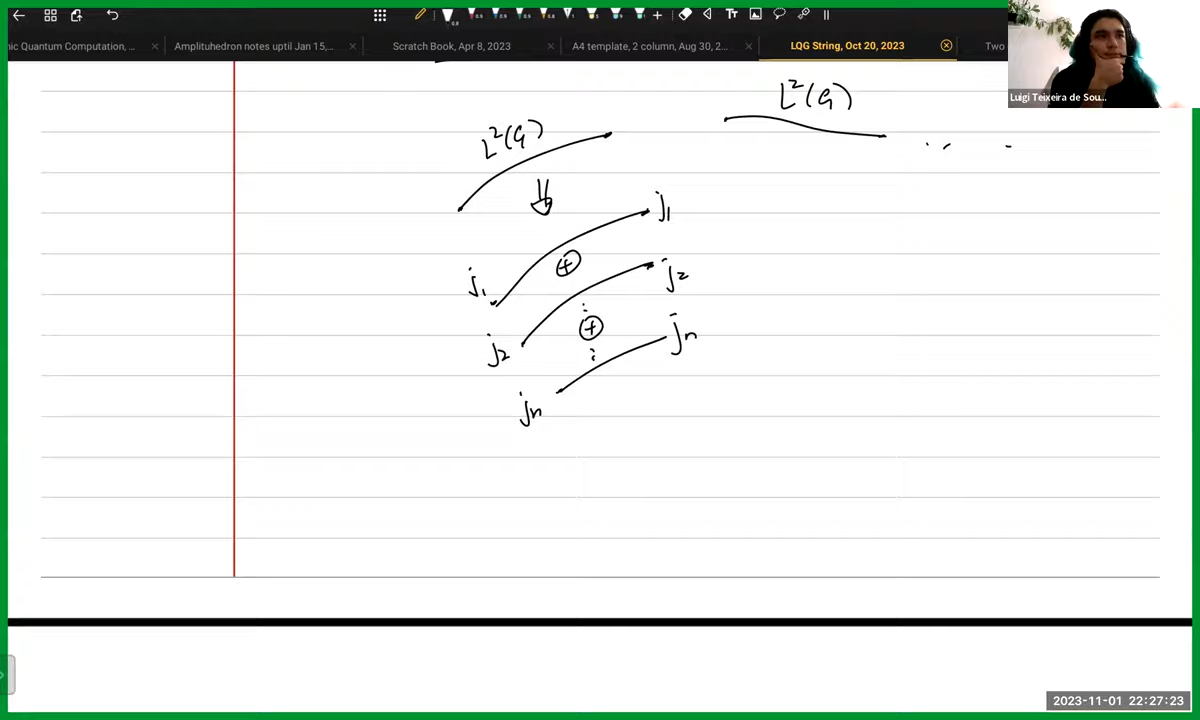 nic Quantum Computation, ...
Amplituhedron notes uptil Jan 15,...
Scratch Book, Apr 8, 2023
A4 template, 2 column, Aug 30, 2...
LQG String, Oct 20, 2023
Two
Tт
Luigi Teixeira de Sou...
L²(G)
L²(G)
⇓
j₁
⊕
j₁
j₂
⋮
⊕
⋮
j₂
jn
jn
2023-11-01 22:27:23